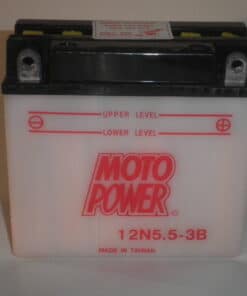 UPPER LEVEL
LOWER LEVEL
MOTO
POWER
12N5.5-3B
MADE IN TAIWAN